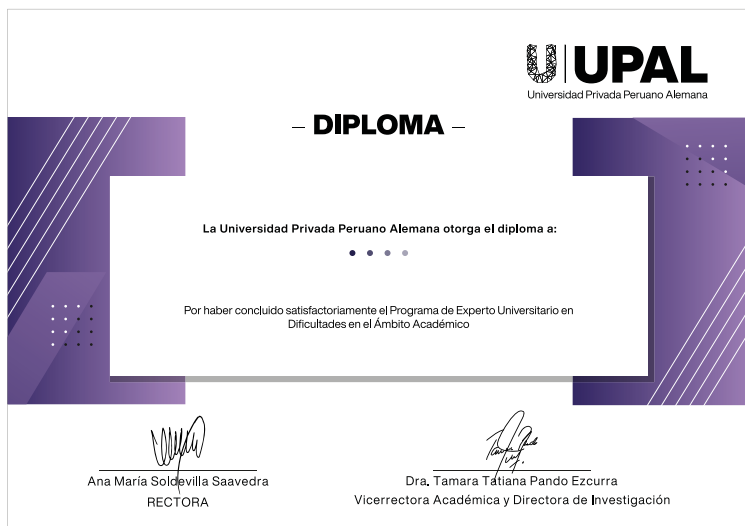 UPAL
Universidad Privada Peruano Alemana
– DIPLOMA –
La Universidad Privada Peruano Alemana otorga el diploma a:
Por haber concluido satisfactoriamente el Programa de Experto Universitario en
Dificultades en el Ámbito Académico
Ana María Soldevilla Saavedra
RECTORA
Dra. Tamara Tatiana Pando Ezcurra
Vicerrectora Académica y Directora de Investigación